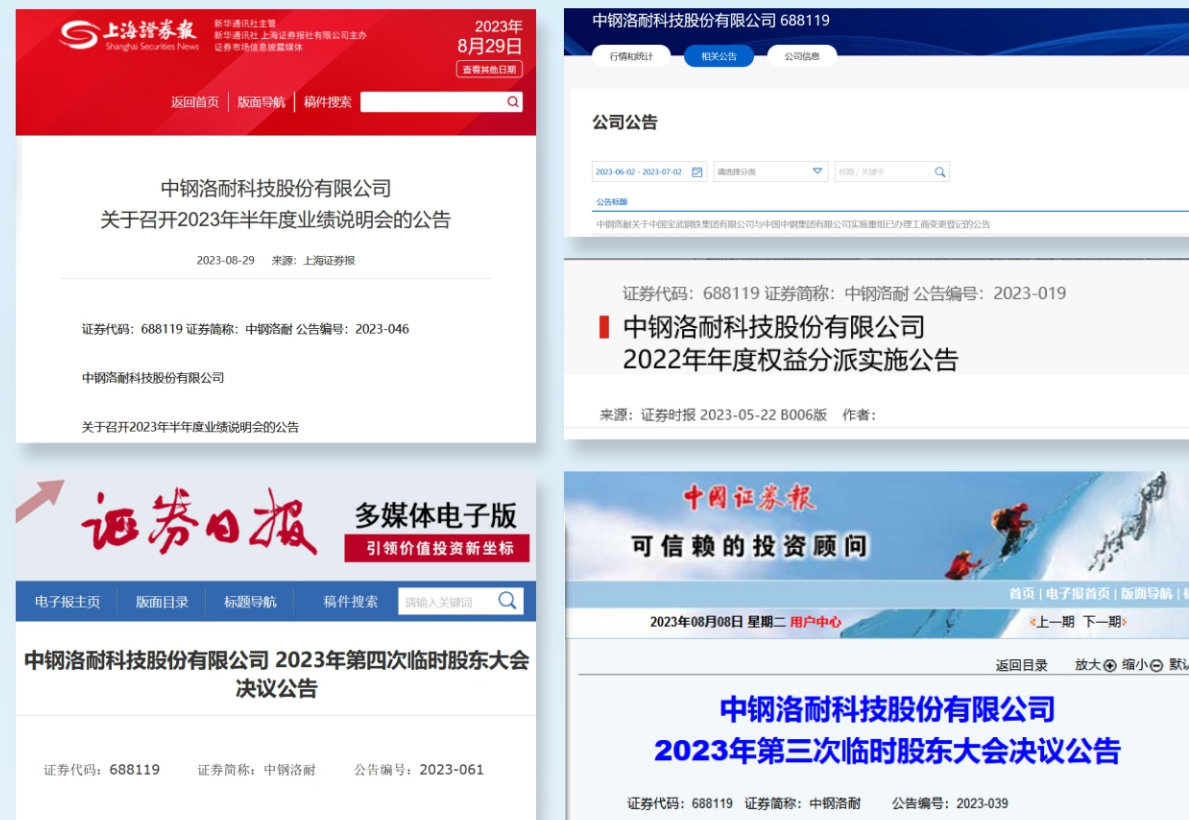 上海證券報
Shanghai Securities News
新华通讯社主管
新华通讯社上海证券报社有限公司主办
证券市场信息披露媒体
2023年
8月29日
查看其他日期
返回首页 版面导航 稿件搜索
中钢洛耐科技股份有限公司
关于召开2023年半年度业绩说明会的公告
2023-08-29 来源：上海证券报
证券代码：688119 证券简称：中钢洛耐 公告编号：2023-046
中钢洛耐科技股份有限公司
关于召开2023年半年度业绩说明会的公告
中钢洛耐科技股份有限公司 688119
行情和统计 相关公告 公司信息
公司公告
2023-06-02 - 2023-07-02 请选择分类 标题 / 关键字
公告标题
中钢洛耐关于中国宝武钢铁集团有限公司与中国中钢集团有限公司实施重组已办理工商变更登记的公告
证券代码：688119 证券简称：中钢洛耐 公告编号：2023-019
中钢洛耐科技股份有限公司
2022年年度权益分派实施公告
来源：证券时报 2023-05-22 B006版 作者：
证券日报
多媒体电子版
引领价值投资新坐标
电子报主页 版面目录 标题导航 稿件搜索 请输入关键词
中钢洛耐科技股份有限公司 2023年第四次临时股东大会
决议公告
证券代码：688119 证券简称：中钢洛耐 公告编号：2023-061
中國证券報
可信赖的投资顾问
首页 | 电子报首页 | 版面导航 |
2023年08月08日 星期二 用户中心 上一期 下一期
返回目录 放大 缩小 默认
中钢洛耐科技股份有限公司
2023年第三次临时股东大会决议公告
证券代码：688119 证券简称：中钢洛耐 公告编号：2023-039